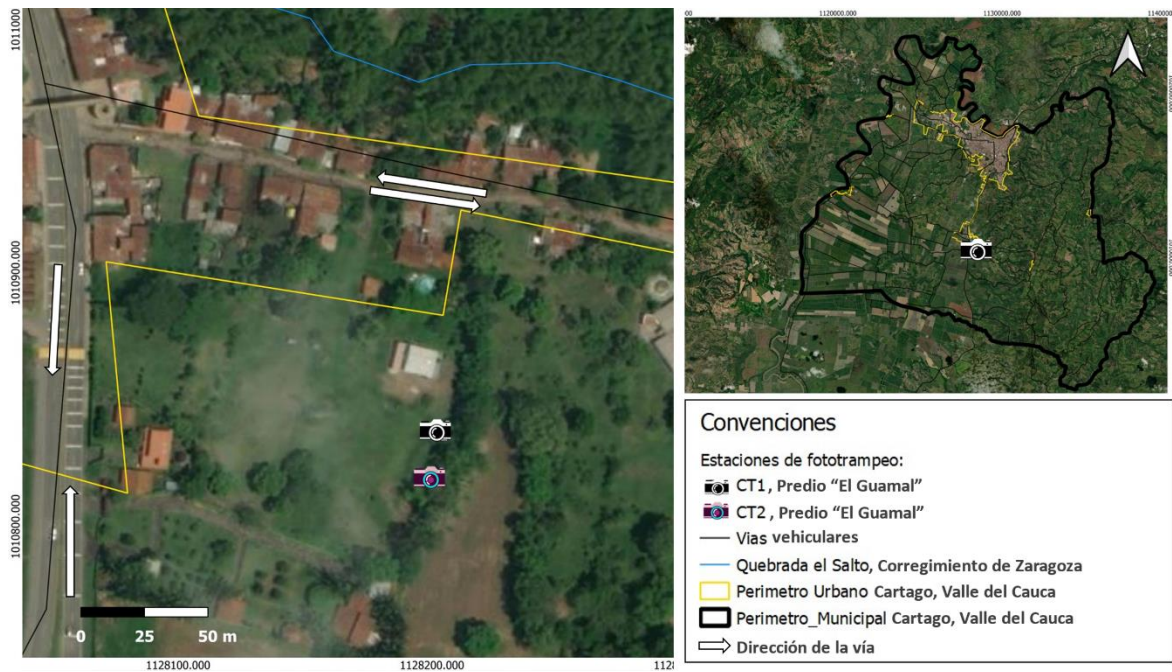 1011000
1010900.000
1010800.000
0 25 50 m
1128100.000
1128200.000
1120000.000
1130000.000
1140000
Convenciones
Estaciones de fototrampeo:
CT1 , Predio “El Guamal”
CT2 , Predio “El Guamal”
Vias vehiculares
Quebrada el Salto, Corregimiento de Zaragoza
Perimetro Urbano Cartago, Valle del Cauca
Perimetro_Municipal Cartago, Valle del Cauca
Dirección de la vía